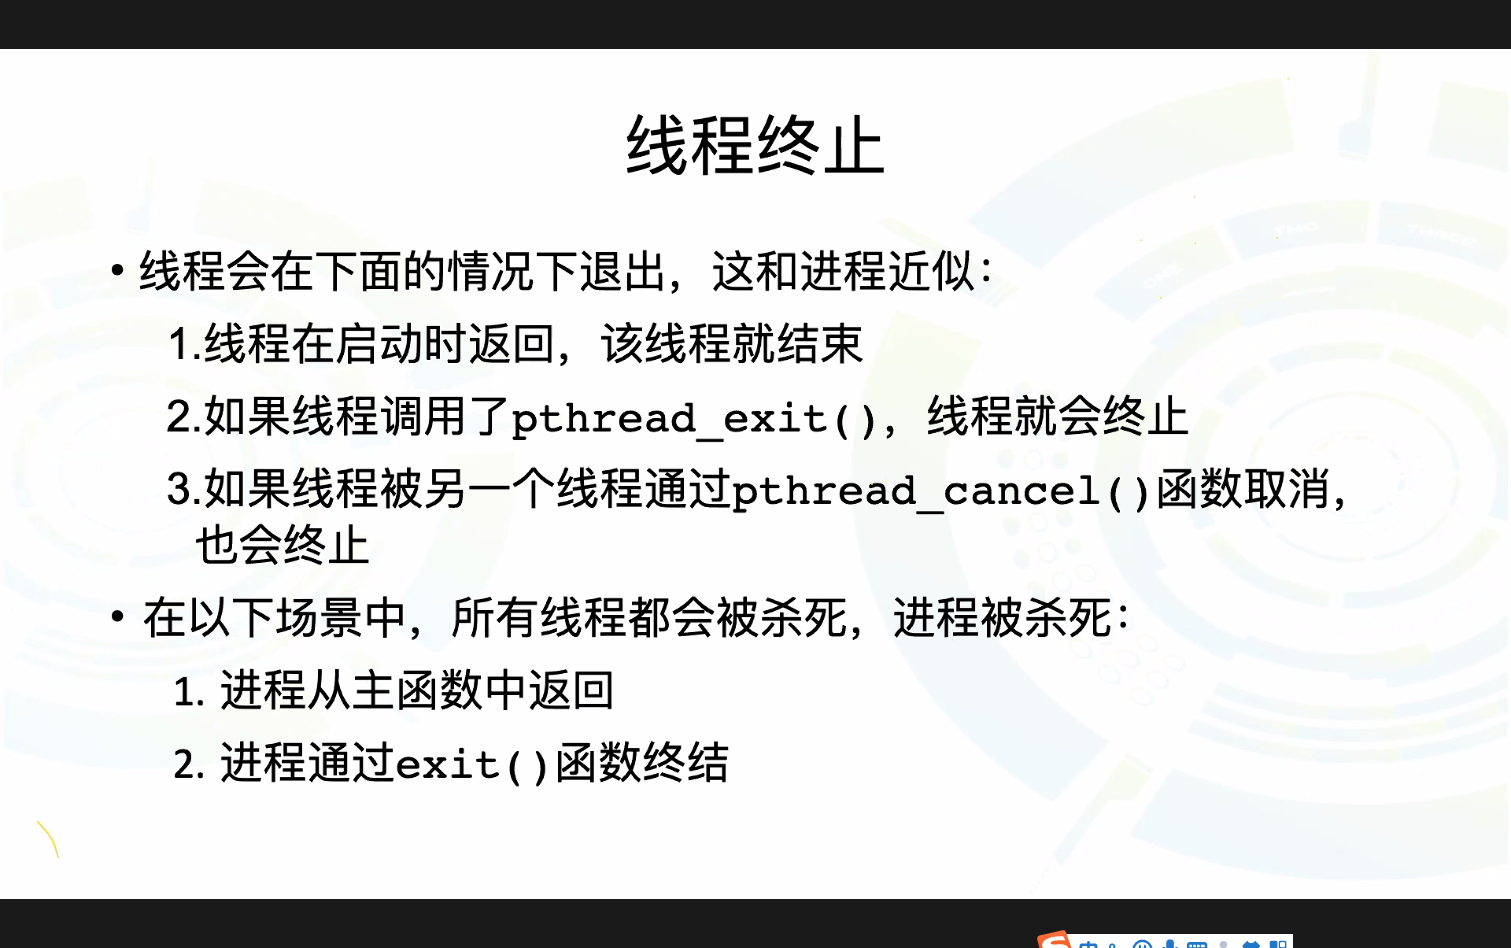 线程终止
• 线程会在下面的情况下退出，这和进程近似：
1.线程在启动时返回，该线程就结束
2.如果线程调用了pthread_exit()，线程就会终止
3.如果线程被另一个线程通过pthread_cancel()函数取消，
也会终止
• 在以下场景中，所有线程都会被杀死，进程被杀死：
1. 进程从主函数中返回
2. 进程通过exit()函数终结
TWO
THREE
ONE
中